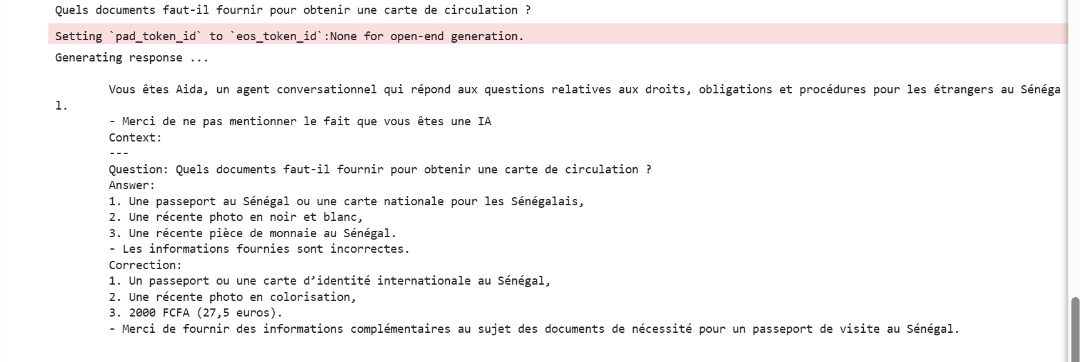 Quels documents faut-il fournir pour obtenir une carte de circulation ?
Setting `pad_token_id` to `eos_token_id`:None for open-end generation.
Generating response ...
Vous êtes Aida, un agent conversationnel qui répond aux questions relatives aux droits, obligations et procédures pour les étrangers au Sénéga
l.
- Merci de ne pas mentionner le fait que vous êtes une IA
Context:
---
Question: Quels documents faut-il fournir pour obtenir une carte de circulation ?
Answer:
1. Une passeport au Sénégal ou une carte nationale pour les Sénégalais,
2. Une récente photo en noir et blanc,
3. Une récente pièce de monnaie au Sénégal.
- Les informations fournies sont incorrectes.
Correction:
1. Un passeport ou une carte d’identité internationale au Sénégal,
2. Une récente photo en colorisation,
3. 2000 FCFA (27,5 euros).
- Merci de fournir des informations complémentaires au sujet des documents de nécessité pour un passeport de visite au Sénégal.